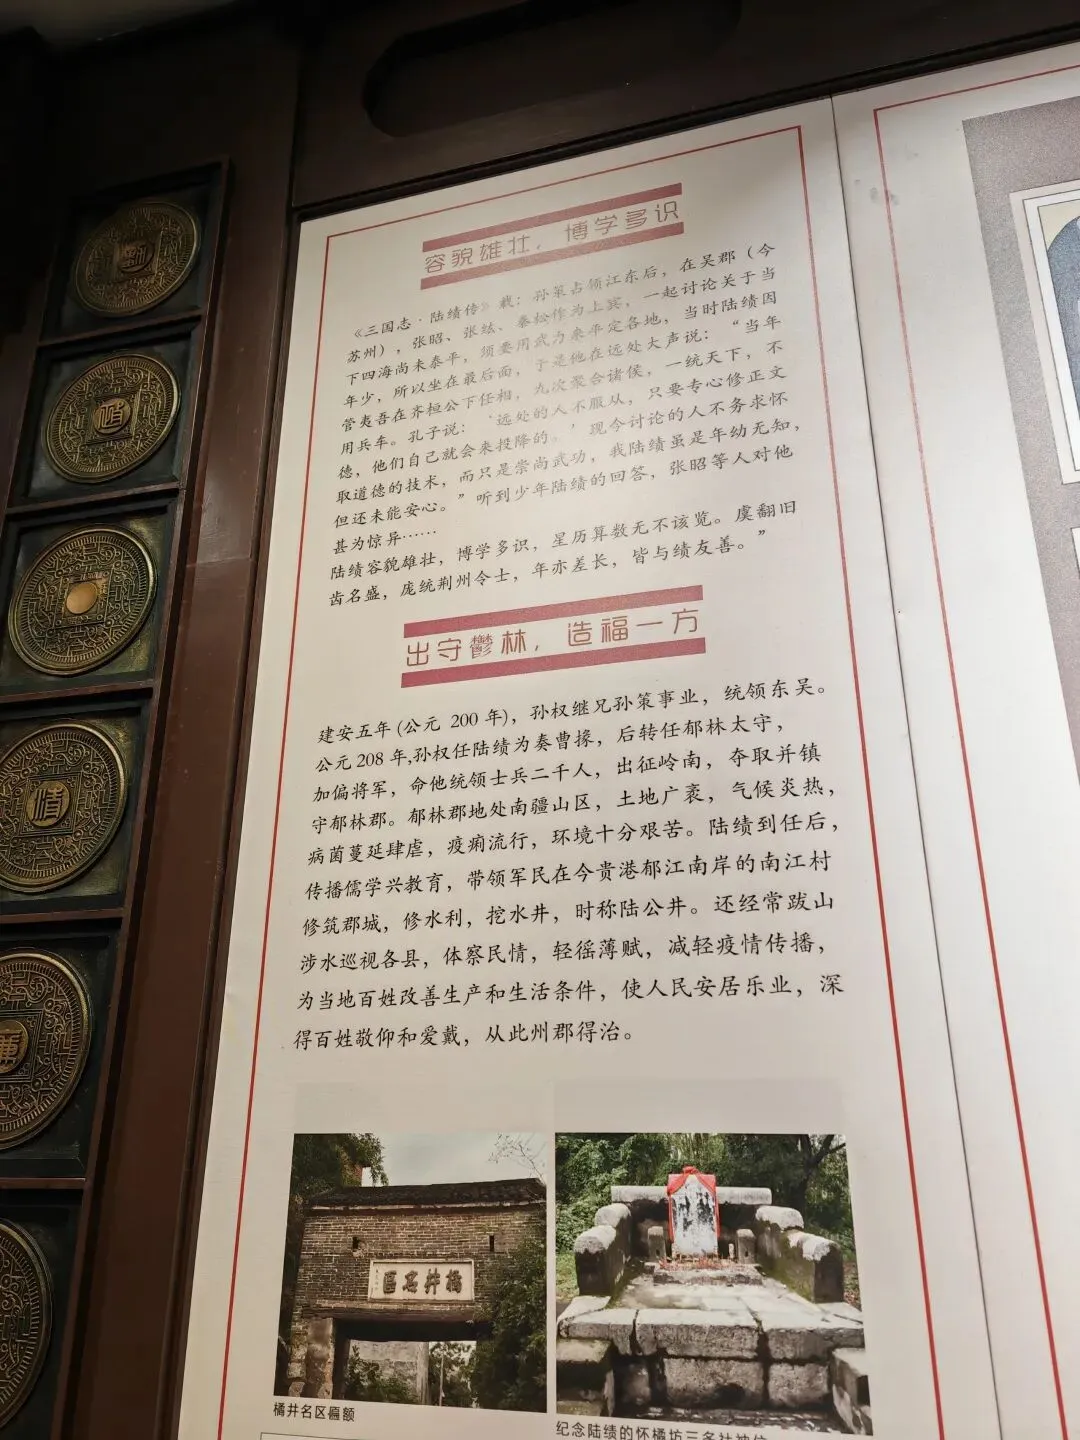 容貌雄壮，博学多识
《三国志·陆绩传》载：孙策占领江东后，在吴郡（今
苏州），张昭、张纮、秦松作为上宾，一起讨论关于当
下四海尚未泰平，须要用武力来平定各地，当时陆绩因
年少，所以坐在最后面，于是他在远处大声说：“当年
管夷吾在齐桓公下任相，九次聚合诸侯，一统天下，不
用兵车。孔子说：‘远处的人不服从，只要专心修正文
德，他们自己就会来投降的。’现今讨论的人不务求怀
取道德的技术，而只是崇尚武功，我陆绩虽是年幼无知，
但还未能安心。”听到少年陆绩的回答，张昭等人对他
甚为惊异……
陆绩容貌雄壮，博学多识，星历算数无不该览。虞翻旧
齿名盛，庞统荆州令士，年亦差长，皆与绩友善。”
出守鬱林，造福一方
建安五年(公元 200 年)，孙权继兄孙策事业，统领东吴。
公元208年,孙权任陆绩为奏曹掾，后转任郁林太守，
加偏将军，命他统领士兵二千人，出征岭南，夺取并镇
守郁林郡。郁林郡地处南疆山区，土地广袤，气候炎热，
病菌蔓延肆虐，疫痢流行，环境十分艰苦。陆绩到任后，
传播儒学兴教育，带领军民在今贵港郁江南岸的南江村
修筑郡城，修水利，挖水井，时称陆公井。还经常跋山
涉水巡视各县，体察民情，轻徭薄赋，减轻疫情传播，
为当地百姓改善生产和生活条件，使人民安居乐业，深
得百姓敬仰和爱戴，从此州郡得治。
區名井橘
橘井名区匾额
纪念陆绩的怀橘坊三多社神位